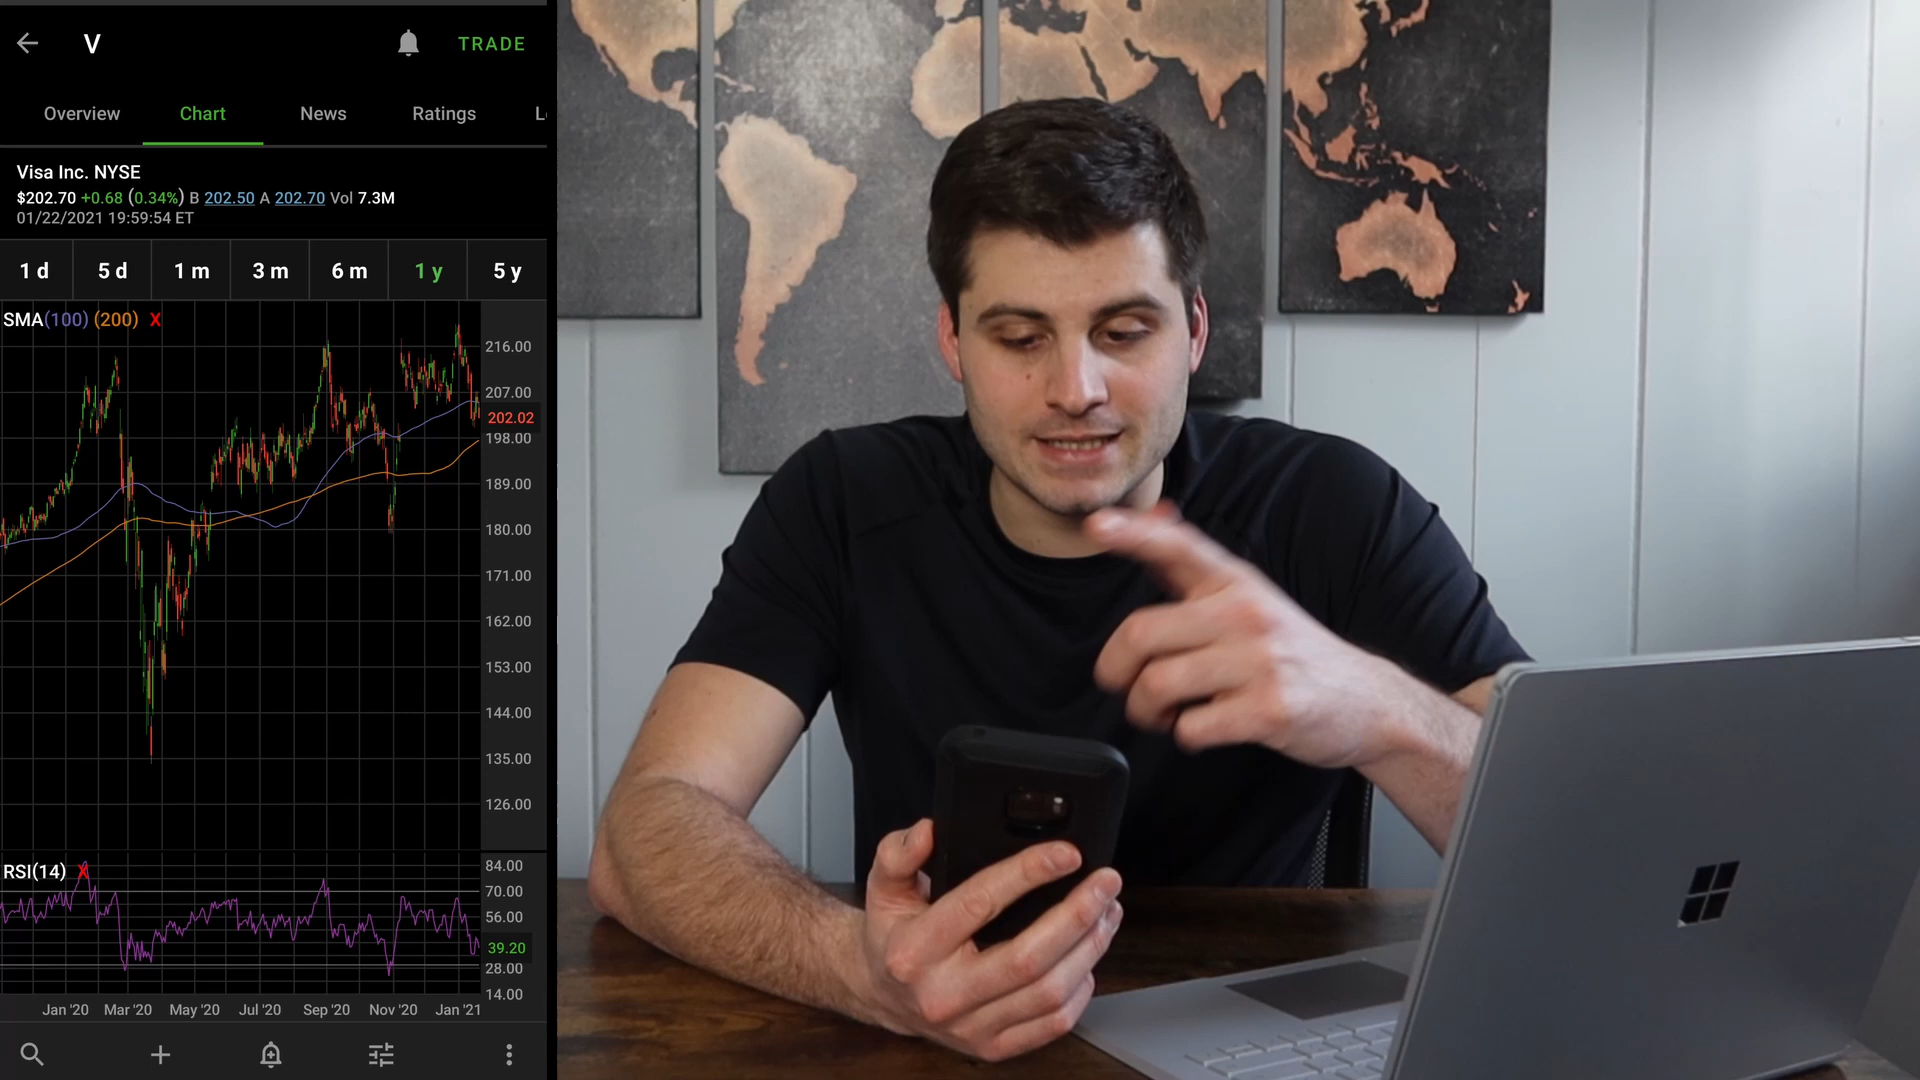 V
TRADE
Overview Chart News Ratings L
Visa Inc. NYSE
$202.70 +0.68 (0.34%) B 202.50 A 202.70 Vol 7.3M
01/22/2021 19:59:54 ET
1 d 5 d 1 m 3 m 6 m 1 y 5 y
SMA(100) (200) X
216.00
207.00
202.02
198.00
189.00
180.00
171.00
162.00
153.00
144.00
135.00
126.00
RSI(14) X
84.00
70.00
56.00
39.20
28.00
14.00
Jan '20 Mar '20 May '20 Jul '20 Sep '20 Nov '20 Jan '21